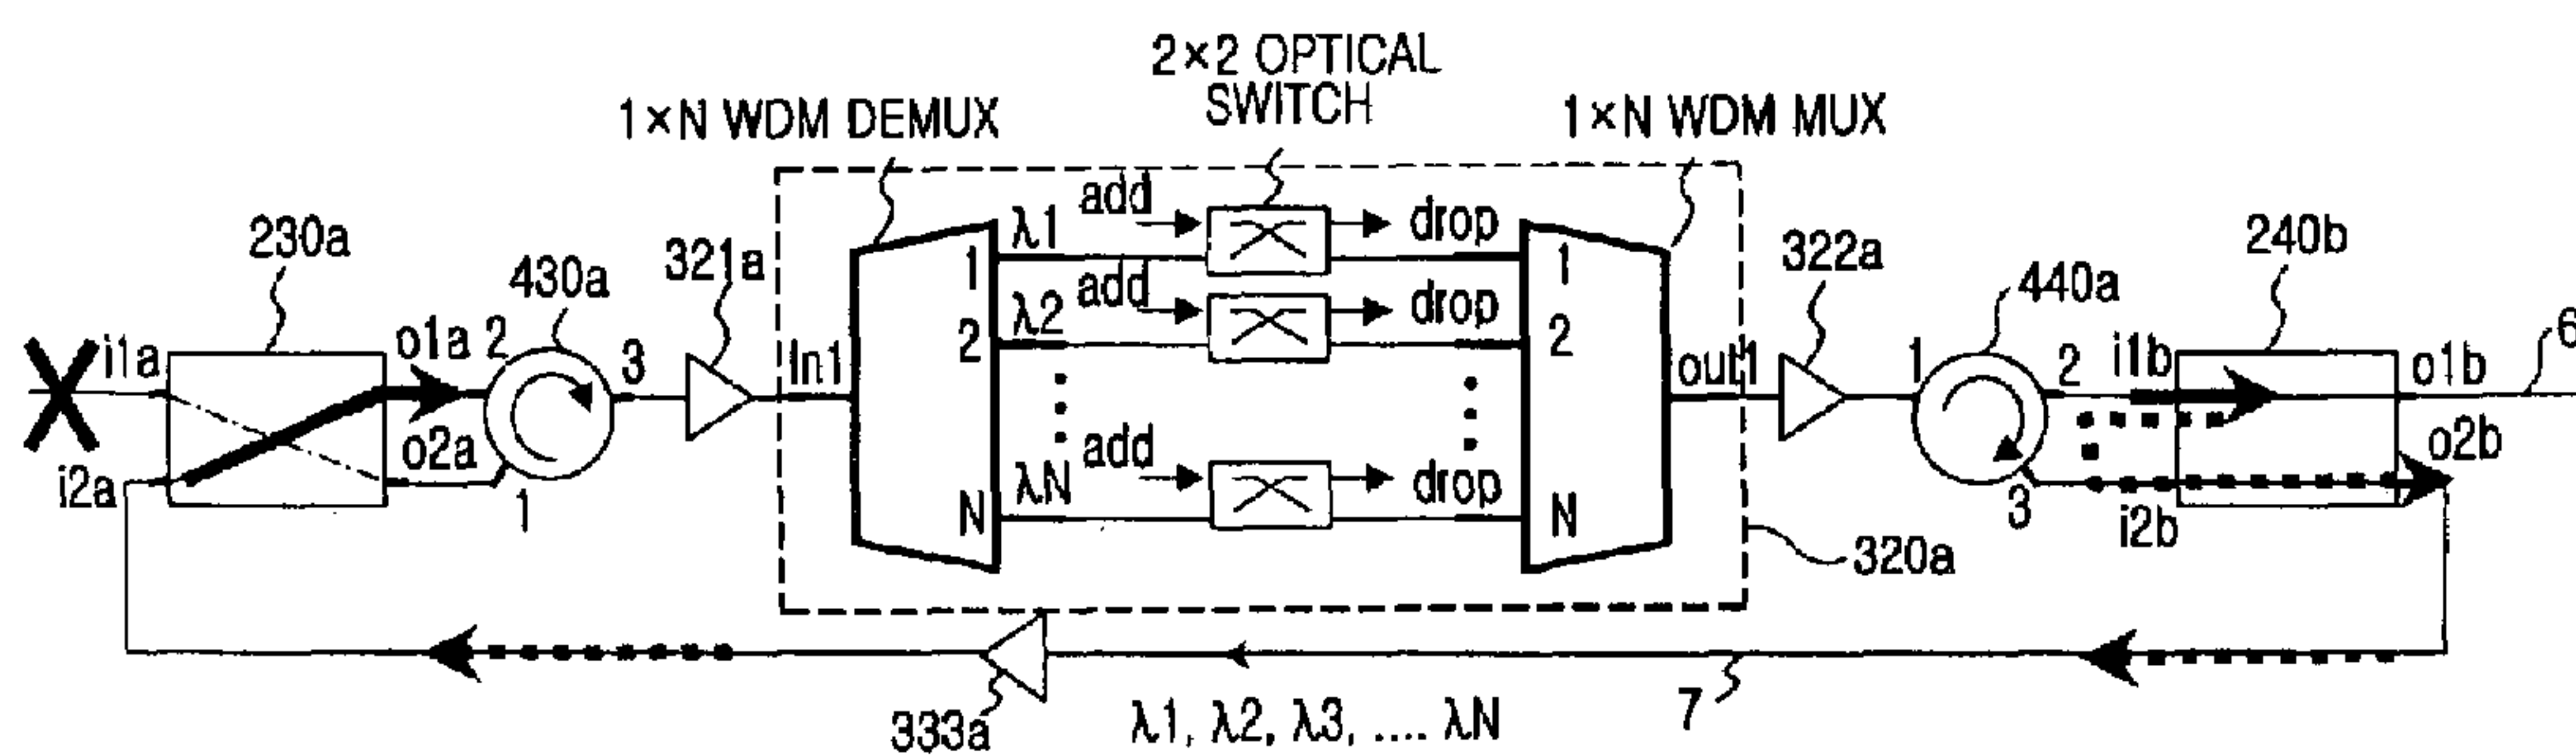 2×2 OPTICAL
SWITCH
1×N WDM DEMUX
1×N WDM MUX
230a
430a
321a
322a
440a
240b
i1a
o1a
2
3
In1
λ1
1
add
drop
1
λ2
2
add
drop
2
out1
1
2
i1b
o1b
6
i2a
o2a
1
λN
N
add
drop
N
3
i2b
o2b
320a
333a
λ1, λ2, λ3, .... λN
7